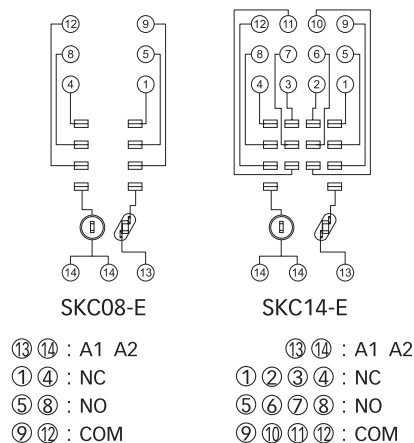 ⑫ ⑨ ⑫ ⑪ ⑩ ⑨
⑧ ⑤ ⑧ ⑦ ⑥ ⑤
④ ① ④ ③ ② ①
⑭ ⑭ ⑬ ⑭ ⑭ ⑬
SKC08-E SKC14-E
⑬ ⑭ : A1 A2
① ④ : NC
⑤ ⑧ : NO
⑨ ⑫ : COM
⑬ ⑭ : A1 A2
① ② ③ ④ : NC
⑤ ⑥ ⑦ ⑧ : NO
⑨ ⑩ ⑪ ⑫ : COM